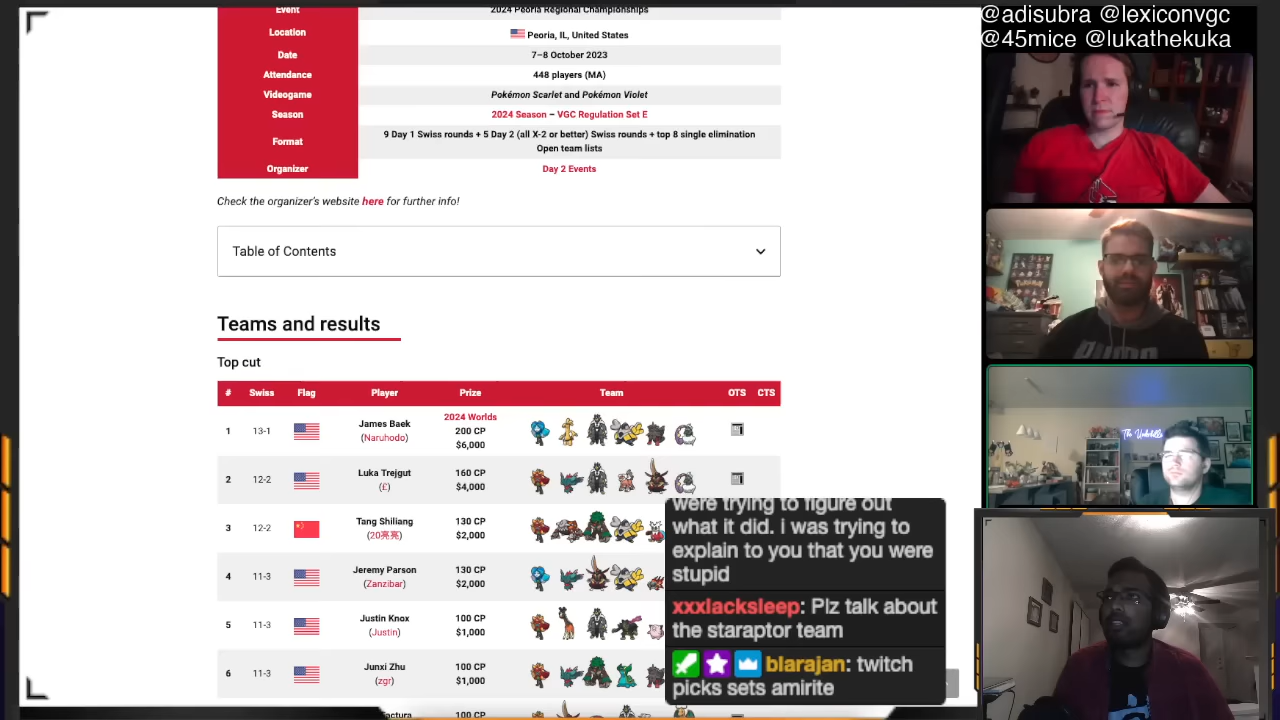 Event 2024 Peoria Regional Championships
Location Peoria, IL, United States
Date 7–8 October 2023
Attendance 448 players (MA)
Videogame Pokémon Scarlet and Pokémon Violet
Season 2024 Season – VGC Regulation Set E
Format 9 Day 1 Swiss rounds + 5 Day 2 (all X-2 or better) Swiss rounds + top 8 single elimination
Open team lists
Organizer Day 2 Events
Check the organizer's website here for further info!
Table of Contents
Teams and results
Top cut
# Swiss Flag Player Prize Team OTS CTS
1 13-1 James Baek (Naruhodo) 2024 Worlds 200 CP $6,000
2 12-2 Luka Trejgut (£) 160 CP $4,000
3 12-2 Tang Shiliang (20亮亮) 130 CP $2,000
4 11-3 Jeremy Parson (Zanzibar) 130 CP $2,000
5 11-3 Justin Knox (Justin) 100 CP $1,000
6 11-3 Junxi Zhu (zgr) 100 CP $1,000
100 CP
were trying to figure out
what it did. i was trying to
explain to you that you were
stupid
xxxlacksleep: Plz talk about
the staraptor team
blarajan: twitch
picks sets amirite
@adisubra @lexiconvgc
@45mice @lukathekuka
The Underhills
PUMA